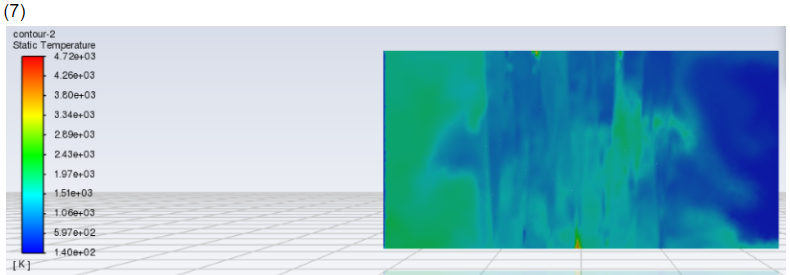 (7)
contour-2
Static Temperature
4.72e+03
4.26e+03
3.80e+03
3.34e+03
2.89e+03
2.43e+03
1.97e+03
1.51e+03
1.06e+03
5.97e+02
1.40e+02
[ K ]